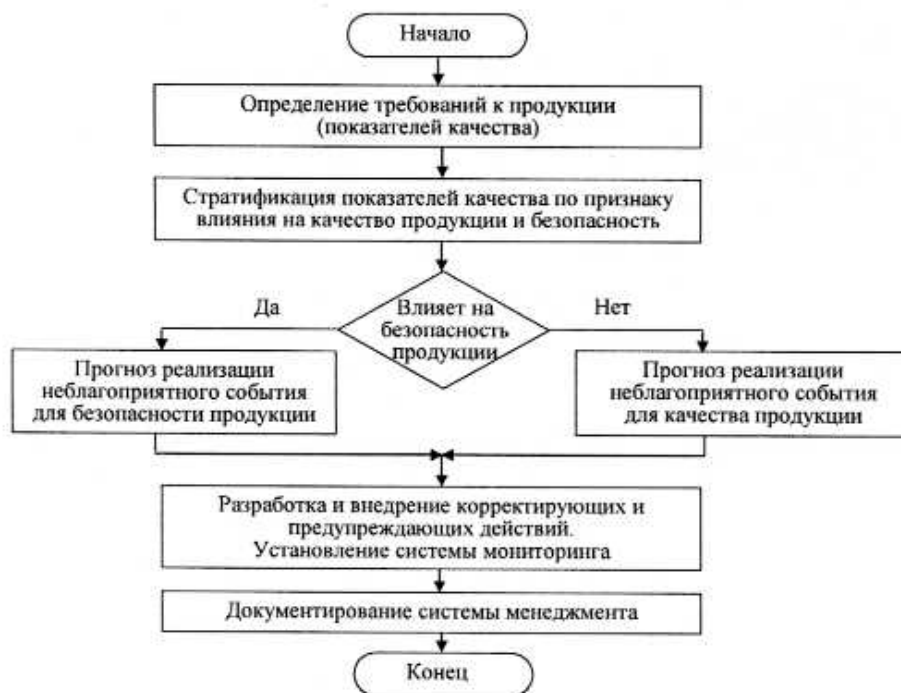 Начало
Определение требований к продукции
(показателей качества)
Стратификация показателей качества по признаку
влияния на качество продукции и безопасность
Да
Влияет на
безопасность
продукции
Нет
Прогноз реализации
неблагоприятного события
для безопасности продукции
Прогноз реализации
неблагоприятного события
для качества продукции
Разработка и внедрение корректирующих и
предупреждающих действий.
Установление системы мониторинга
Документирование системы менеджмента
Конец